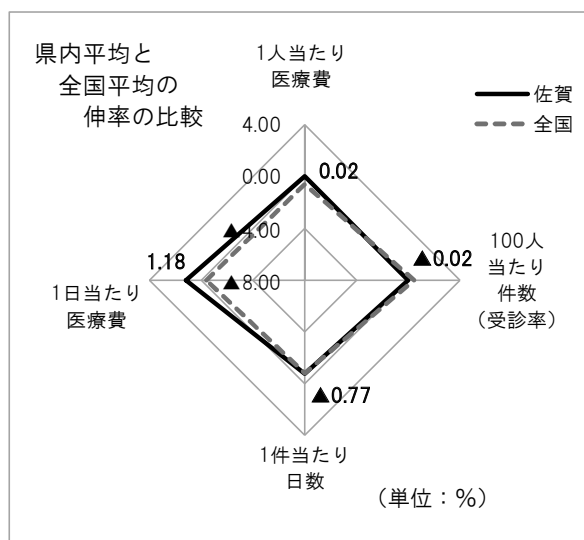 県内平均と
全国平均の
伸率の比較
1人当たり
医療費
佐賀
全国
4.00
0.00
▲4.00
▲8.00
0.02
▲0.02
1.18
▲0.77
100人
当たり
件数
(受診率)
1日当たり
医療費
1件当たり
日数
(単位：%)